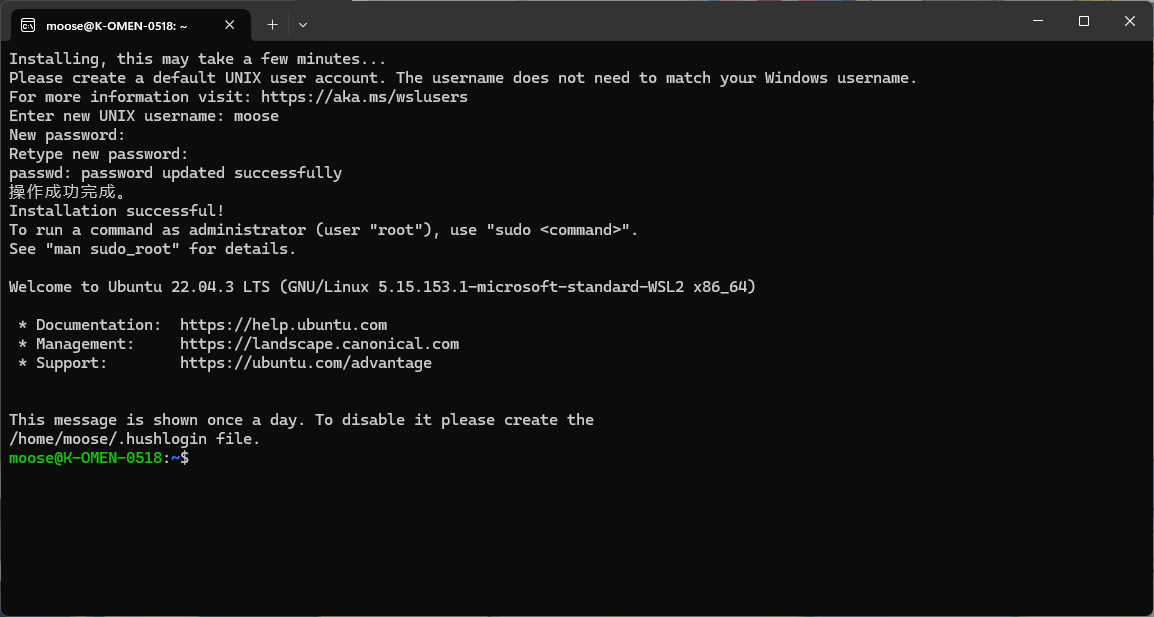 moose@K-OMEN-0518: ~
Installing, this may take a few minutes...
Please create a default UNIX user account. The username does not need to match your Windows username.
For more information visit: https://aka.ms/wslusers
Enter new UNIX username: moose
New password:
Retype new password:
passwd: password updated successfully
操作成功完成。
Installation successful!
To run a command as administrator (user "root"), use "sudo <command>".
See "man sudo_root" for details.
Welcome to Ubuntu 22.04.3 LTS (GNU/Linux 5.15.153.1-microsoft-standard-WSL2 x86_64)
* Documentation:  https://help.ubuntu.com
* Management:     https://landscape.canonical.com
* Support:        https://ubuntu.com/advantage
This message is shown once a day. To disable it please create the
/home/moose/.hushlogin file.
moose@K-OMEN-0518:~$